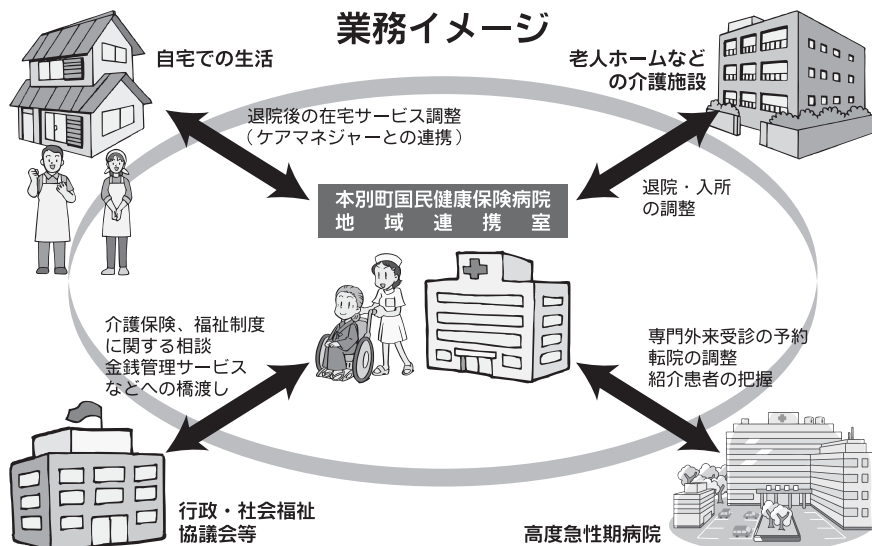 業務イメージ
自宅での生活
老人ホームなど
の介護施設
退院後の在宅サービス調整
(ケアマネジャーとの連携)
退院・入所
の調整
本別町国民健康保険病院
地域連携室
介護保険、福祉制度
に関する相談
金銭管理サービス
などへの橋渡し
専門外来受診の予約
転院の調整
紹介患者の把握
行政・社会福祉
協議会等
高度急性期病院